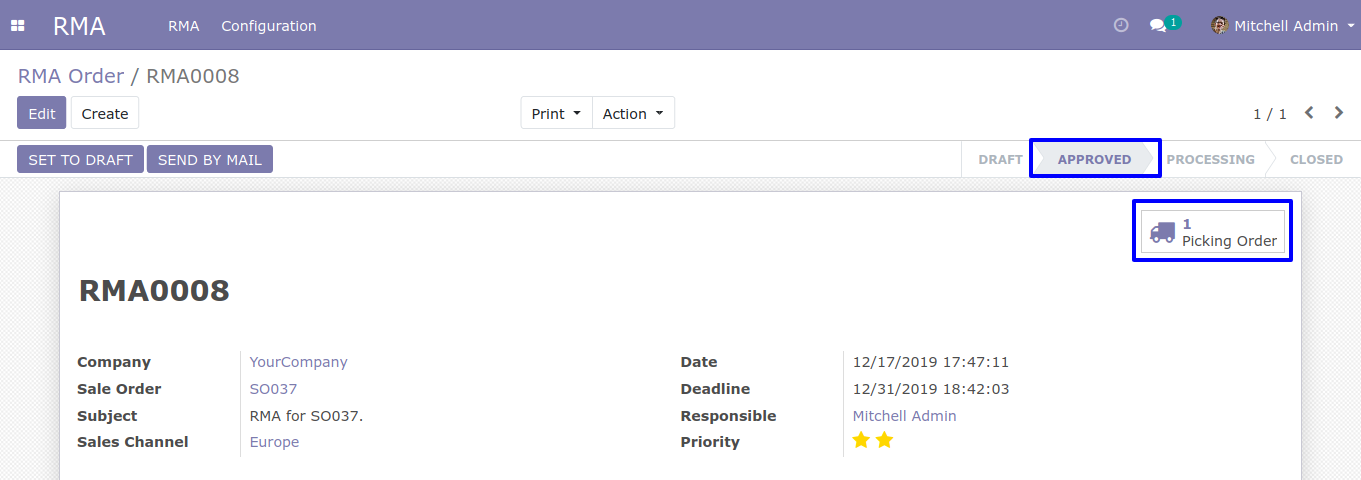 RMA RMA Configuration 1 Mitchell Admin
RMA Order / RMA0008
Edit Create Print Action 1 / 1
SET TO DRAFT SEND BY MAIL DRAFT APPROVED PROCESSING CLOSED
1
Picking Order
RMA0008
Company YourCompany Date 12/17/2019 17:47:11
Sale Order SO037 Deadline 12/31/2019 18:42:03
Subject RMA for SO037. Responsible Mitchell Admin
Sales Channel Europe Priority